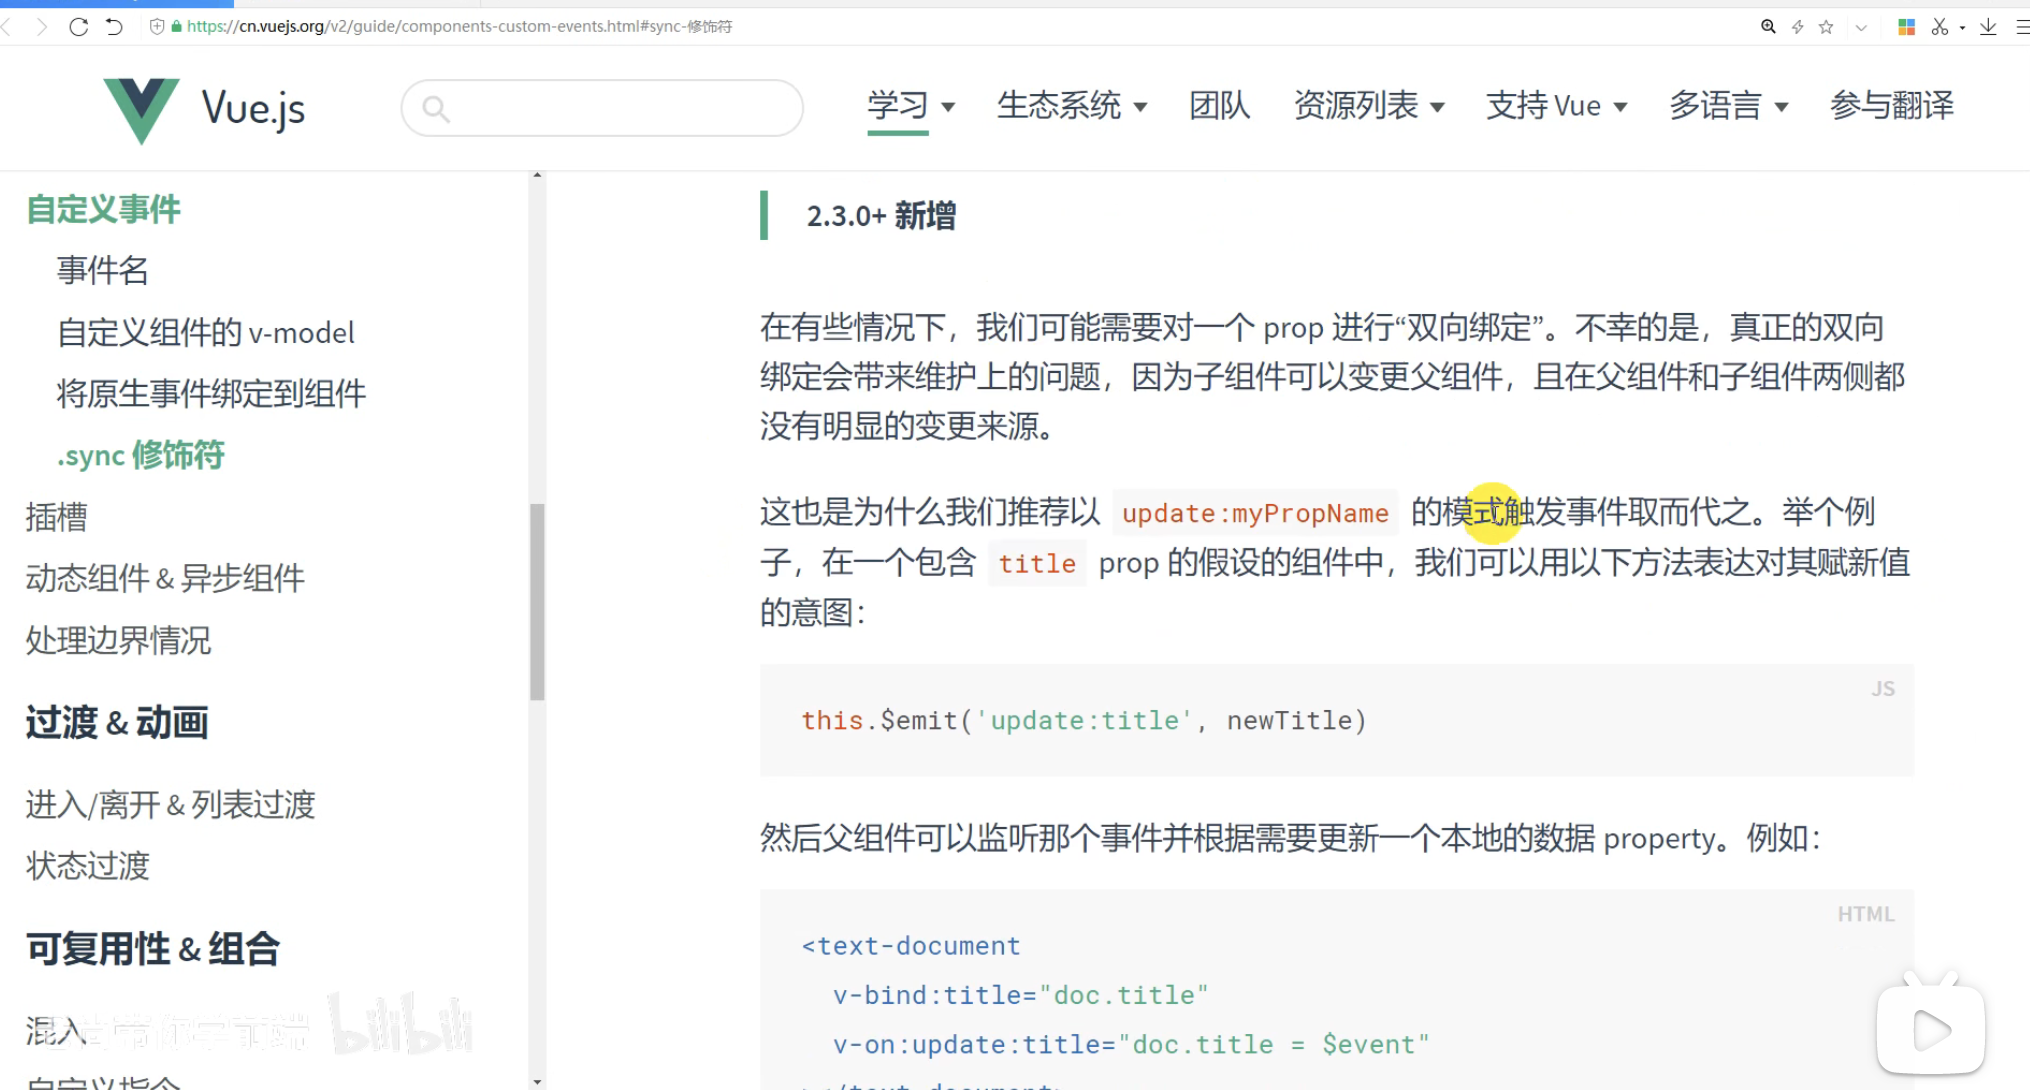 https://cn.vuejs.org/v2/guide/components-custom-events.html#sync-修饰符
Vue.js
学习
生态系统
团队
资源列表
支持 Vue
多语言
参与翻译
自定义事件
事件名
自定义组件的 v-model
将原生事件绑定到组件
.sync 修饰符
插槽
动态组件 & 异步组件
处理边界情况
过渡 & 动画
进入/离开 & 列表过渡
状态过渡
可复用性 & 组合
混入
自定义指令
bilibili
2.3.0+ 新增
在有些情况下，我们可能需要对一个 prop 进行“双向绑定”。不幸的是，真正的双向
绑定会带来维护上的问题，因为子组件可以变更父组件，且在父组件和子组件两侧都
没有明显的变更来源。
这也是为什么我们推荐以 update:myPropName 的模式触发事件取而代之。举个例
子，在一个包含 title prop 的假设的组件中，我们可以用以下方法表达对其赋新值
的意图：
JS
this.$emit('update:title', newTitle)
然后父组件可以监听那个事件并根据需要更新一个本地的数据 property。例如：
HTML
<text-document
v-bind:title="doc.title"
v-on:update:title="doc.title = $event"
></text-document>